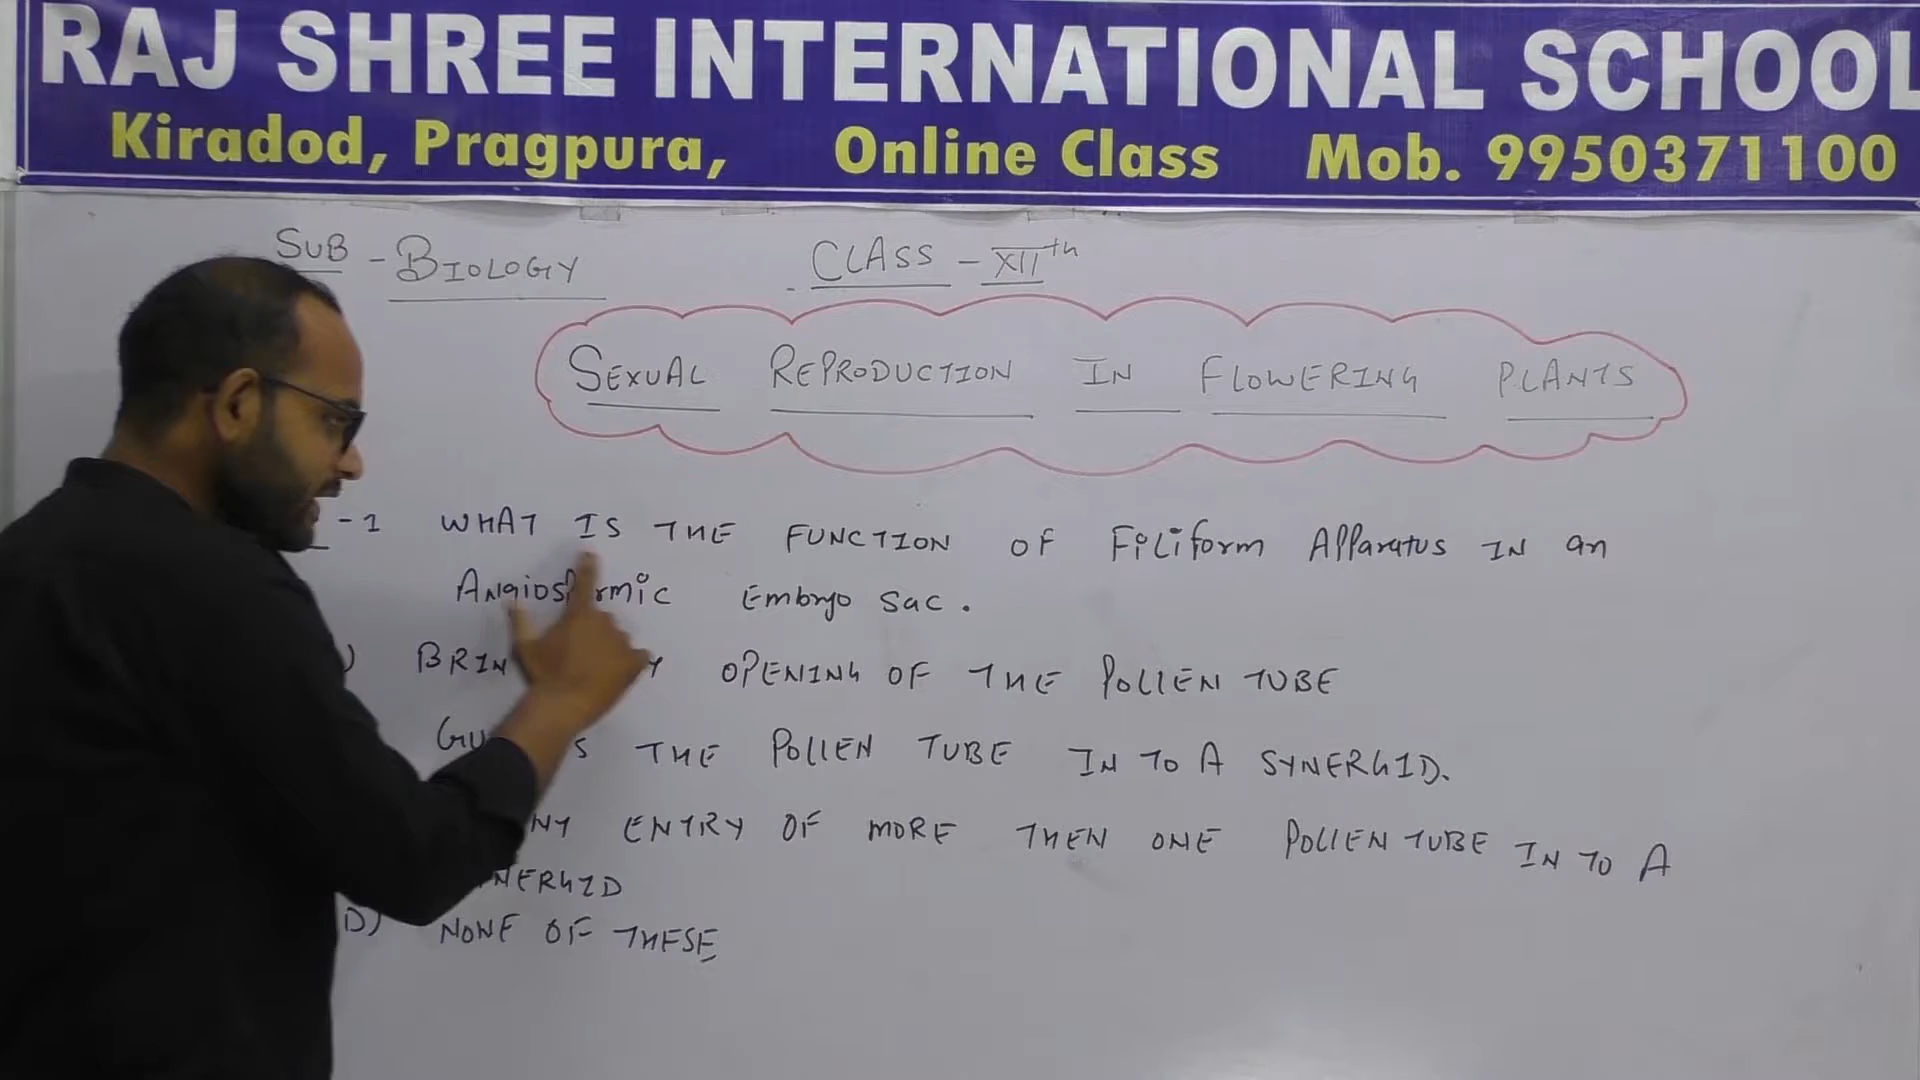 RAJ SHREE INTERNATIONAL SCHOOL
Kiradod, Pragpura, Online Class Mob. 9950371100
SUB - BIOLOGY CLASS - XIIth
SEXUAL REPRODUCTION IN FLOWERING PLANTS
-1 WHAT IS THE FUNCTION OF Filiform Apparatus IN an
Embryo sac.
OPENING OF THE POLLEN TUBE
THE POLLEN TUBE IN TO A SYNERGID.
ENTRY OF MORE THEN ONE POLLEN TUBE IN TO A
D) NONE OF THESE